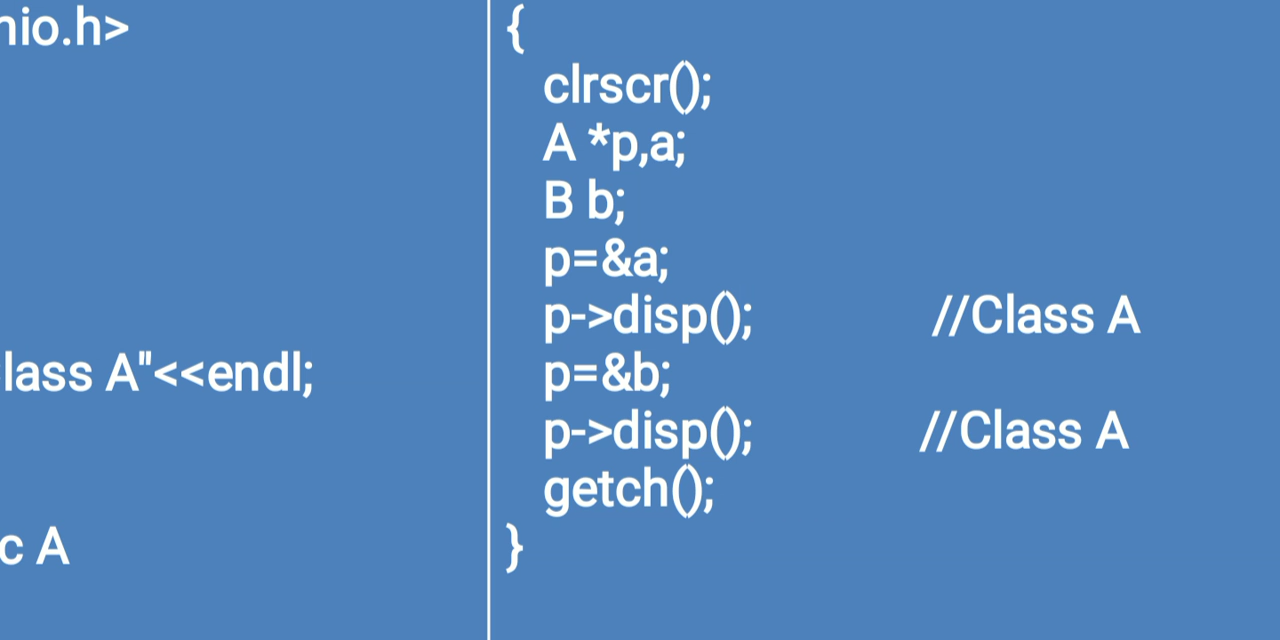 nio.h>
lass A"<<endl;
c A
{
clrscr();
A *p,a;
B b;
p=&a;
p->disp(); //Class A
p=&b;
p->disp(); //Class A
getch();
}